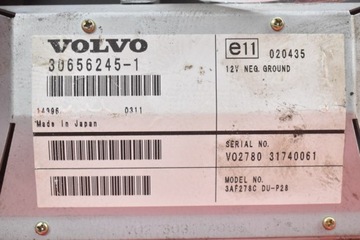 VOLVO
30656245-1
e11 020435
12V NEG. GROUND
14396 0311
Made in Japan
SERIAL NO.
V02780 31740061
MODEL NO.
3AF278C DU-P28